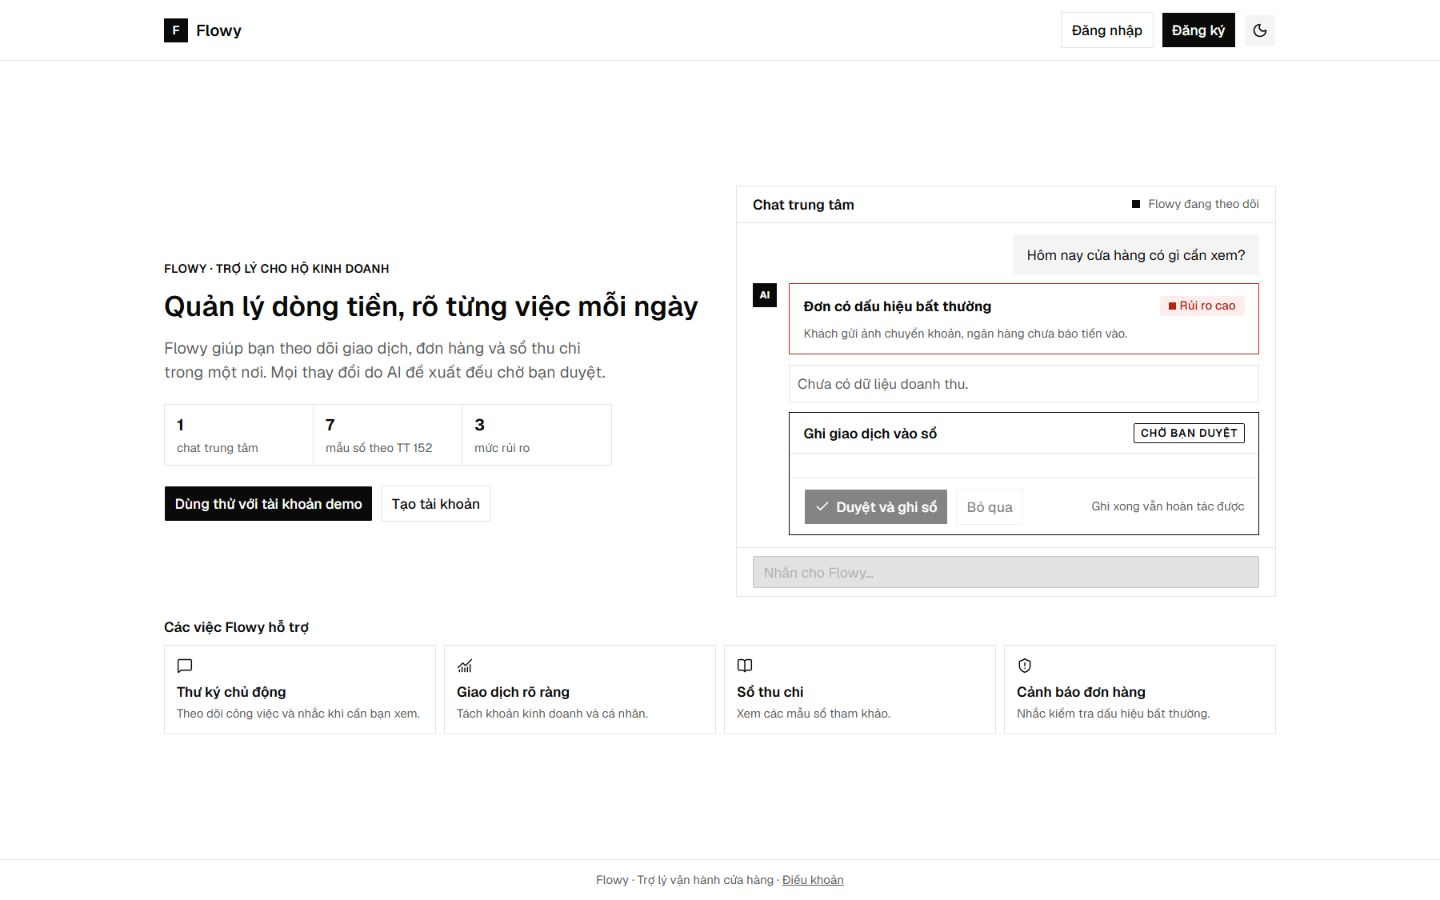 F Flowy
Đăng nhập
Đăng ký
FLOWY · TRỢ LÝ CHO HỘ KINH DOANH
Quản lý dòng tiền, rõ từng việc mỗi ngày
Flowy giúp bạn theo dõi giao dịch, đơn hàng và sổ thu chi
trong một nơi. Mọi thay đổi do AI đề xuất đều chờ bạn duyệt.
1
chat trung tâm
7
mẫu sổ theo TT 152
3
mức rủi ro
Dùng thử với tài khoản demo
Tạo tài khoản
Chat trung tâm
Flowy đang theo dõi
Hôm nay cửa hàng có gì cần xem?
AI
Đơn có dấu hiệu bất thường
Rủi ro cao
Khách gửi ảnh chuyển khoản, ngân hàng chưa báo tiền vào.
Chưa có dữ liệu doanh thu.
Ghi giao dịch vào sổ
CHỜ BẠN DUYỆT
Duyệt và ghi sổ
Bỏ qua
Ghi xong vẫn hoàn tác được
Nhắn cho Flowy...
Các việc Flowy hỗ trợ
Thư ký chủ động
Theo dõi công việc và nhắc khi cần bạn xem.
Giao dịch rõ ràng
Tách khoản kinh doanh và cá nhân.
Sổ thu chi
Xem các mẫu sổ tham khảo.
Cảnh báo đơn hàng
Nhắc kiểm tra dấu hiệu bất thường.
Flowy · Trợ lý vận hành cửa hàng · Điều khoản